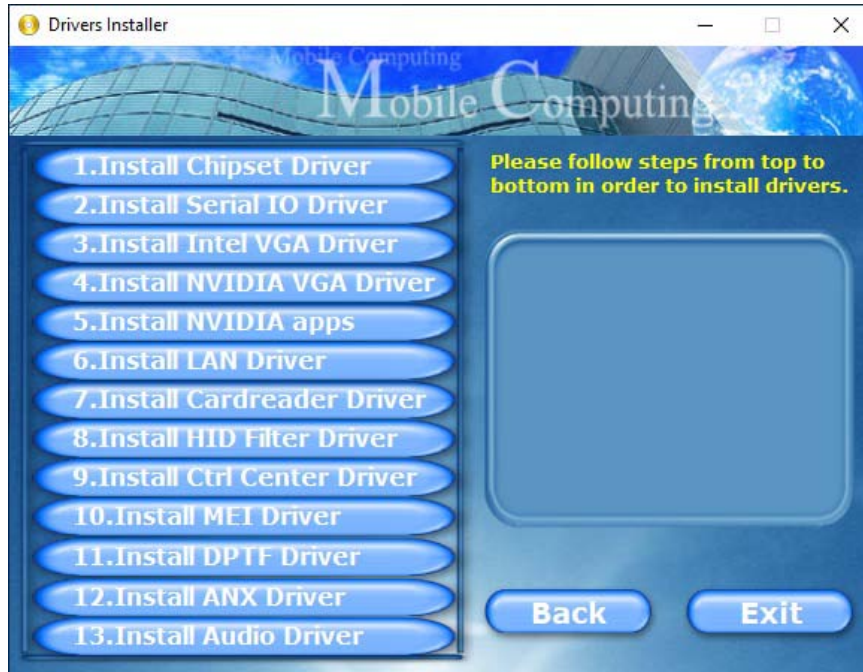 Drivers Installer
Mobile Computing
Mobile Computing
1.Install Chipset Driver
2.Install Serial IO Driver
3.Install Intel VGA Driver
4.Install NVIDIA VGA Driver
5.Install NVIDIA apps
6.Install LAN Driver
7.Install Cardreader Driver
8.Install HID Filter Driver
9.Install Ctrl Center Driver
10.Install MEI Driver
11.Install DPTF Driver
12.Install ANX Driver
13.Install Audio Driver
Please follow steps from top to
bottom in order to install drivers.
Back Exit